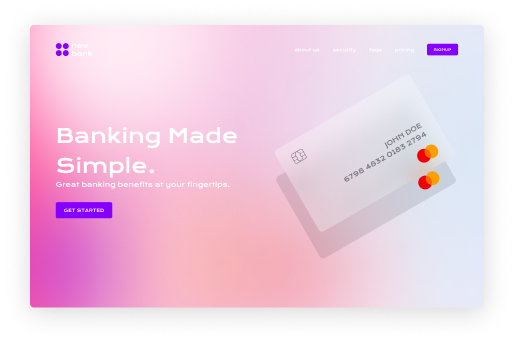 new
bank
about us
security
faqs
pricing
SIGNUP
Banking Made
Simple.
Great banking benefits at your fingertips.
GET STARTED
JOHN DOE
6798 4832 0183 2794